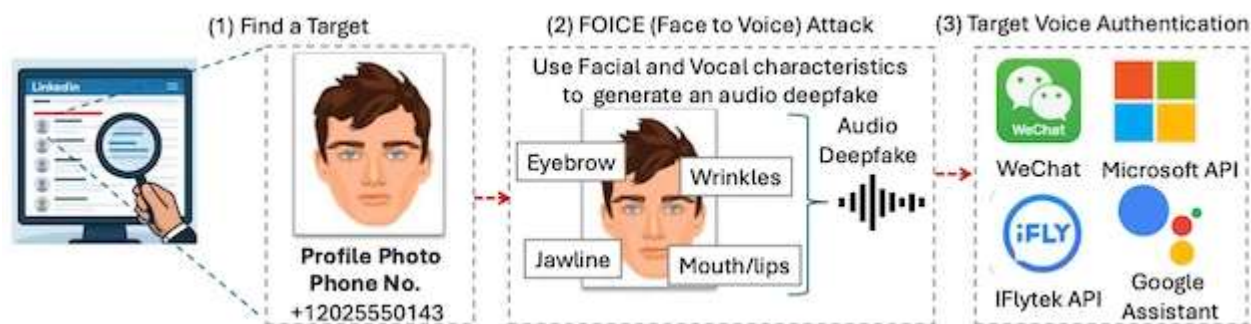 (1) Find a Target
LinkedIn
Profile Photo
Phone No.
+12025550143
(2) FOICE (Face to Voice) Attack
Use Facial and Vocal characteristics
to generate an audio deepfake
Eyebrow
Wrinkles
Jawline
Mouth/lips
Audio
Deepfake
(3) Target Voice Authentication
WeChat
WeChat
Microsoft API
iFLY
IFlytek API
Google
Assistant